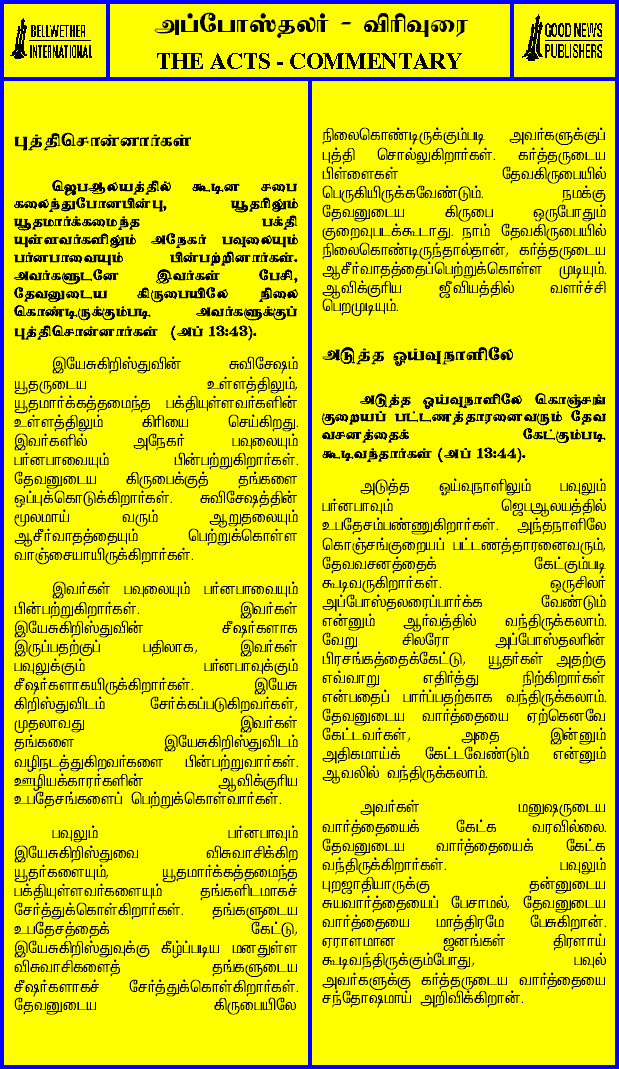 BELLWETHER
INTERNATIONAL
அப்போஸ்தலர் - விரிவுரை
THE ACTS - COMMENTARY
GOOD NEWS
PUBLISHERS
புத்திசொன்னார்கள்
ஜெபஆலயத்தில் கூடின சபை
கலைந்துபோனபின்பு, யூதரிலும்
யூதமார்க்கமைந்த பக்தி
யுள்ளவர்களிலும் அநேகர் பவுலையும்
பர்னபாவையும் பின்பற்றினார்கள்.
அவர்களுடனே இவர்கள் பேசி,
தேவனுடைய கிருபையிலே நிலை
கொண்டிருக்கும்படி அவர்களுக்குப்
புத்திசொன்னார்கள் (அப் 13:43).
இயேசுகிறிஸ்துவின் சுவிசேஷம்
யூதருடைய உள்ளத்திலும்,
யூதமார்க்கத்தமைந்த பக்தியுள்ளவர்களின்
உள்ளத்திலும் கிரியை செய்கிறது.
இவர்களில் அநேகர் பவுலையும்
பர்னபாவையும் பின்பற்றுகிறார்கள்.
தேவனுடைய கிருபைக்குத் தங்களை
ஒப்புக்கொடுக்கிறார்கள். சுவிசேஷத்தின்
மூலமாய் வரும் ஆறுதலையும்
ஆசீர்வாதத்தையும் பெற்றுக்கொள்ள
வாஞ்சையாயிருக்கிறார்கள்.
இவர்கள் பவுலையும் பர்னபாவையும்
பின்பற்றுகிறார்கள். இவர்கள்
இயேசுகிறிஸ்துவின் சீஷர்களாக
இருப்பதற்குப் பதிலாக, இவர்கள்
பவுலுக்கும் பர்னபாவுக்கும்
சீஷர்களாகயிருக்கிறார்கள். இயேசு
கிறிஸ்துவிடம் சேர்க்கப்படுகிறவர்கள்,
முதலாவது இவர்கள்
தங்களை இயேசுகிறிஸ்துவிடம்
வழிநடத்துகிறவர்களை பின்பற்றுவார்கள்.
ஊழியக்காரர்களின் ஆவிக்குரிய
உபதேசங்களைப் பெற்றுக்கொள்வார்கள்.
பவுலும் பர்னபாவும்
இயேசுகிறிஸ்துவை விசுவாசிக்கிற
யூதர்களையும், யூதமார்க்கத்தமைந்த
பக்தியுள்ளவர்களையும் தங்களிடமாகச்
சேர்த்துக்கொள்கிறார்கள். தங்களுடைய
உபதேசத்தைக் கேட்டு,
இயேசுகிறிஸ்துவுக்கு கீழ்ப்படிய மனதுள்ள
விசுவாசிகளைத் தங்களுடைய
சீஷர்களாகச் சேர்த்துக்கொள்கிறார்கள்.
தேவனுடைய கிருபையிலே
நிலைகொண்டிருக்கும்படி அவர்களுக்குப்
புத்தி சொல்லுகிறார்கள். கர்த்தருடைய
பிள்ளைகள் தேவகிருபையில்
பெருகியிருக்கவேண்டும். நமக்கு
தேவனுடைய கிருபை ஒருபோதும்
குறைவுபடக்கூடாது. நாம் தேவகிருபையில்
நிலைகொண்டிருந்தால்தான், கர்த்தருடைய
ஆசீர்வாதத்தைப்பெற்றுக்கொள்ள முடியும்.
ஆவிக்குரிய ஜீவியத்தில் வளர்ச்சி
பெறமுடியும்.
அடுத்த ஓய்வுநாளிலே
அடுத்த ஓய்வுநாளிலே கொஞ்சங்
குறையப் பட்டணத்தாரனைவரும் தேவ
வசனத்தைக் கேட்கும்படி
கூடிவந்தார்கள் (அப் 13:44).
அடுத்த ஓய்வுநாளிலும் பவுலும்
பர்னபாவும் ஜெபஆலயத்தில்
உபதேசம்பண்ணுகிறார்கள். அந்தநாளிலே
கொஞ்சங்குறையப் பட்டணத்தாரனைவரும்,
தேவவசனத்தைக் கேட்கும்படி
கூடிவருகிறார்கள். ஒருசிலர்
அப்போஸ்தலரைப்பார்க்க வேண்டும்
என்னும் ஆர்வத்தில் வந்திருக்கலாம்.
வேறு சிலரோ அப்போஸ்தலரின்
பிரசங்கத்தைக்கேட்டு, யூதர்கள் அதற்கு
எவ்வாறு எதிர்த்து நிற்கிறார்கள்
என்பதைப் பார்ப்பதற்காக வந்திருக்கலாம்.
தேவனுடைய வார்த்தையை ஏற்கெனவே
கேட்டவர்கள், அதை இன்னும்
அதிகமாய்க் கேட்டவேண்டும் என்னும்
ஆவலில் வந்திருக்கலாம்.
அவர்கள் மனுஷருடைய
வார்த்தையைக் கேட்க வரவில்லை.
தேவனுடைய வார்த்தையைக் கேட்க
வந்திருக்கிறார்கள். பவுலும்
புறஜாதியாருக்கு தன்னுடைய
சுயவார்த்தையைப் பேசாமல், தேவனுடைய
வார்த்தையை மாத்திரமே பேசுகிறான்.
ஏராளமான ஜனங்கள் திரளாய்
கூடிவந்திருக்கும்போது, பவுல்
அவர்களுக்கு கர்த்தருடைய வார்த்தையை
சந்தோஷமாய் அறிவிக்கிறான்.